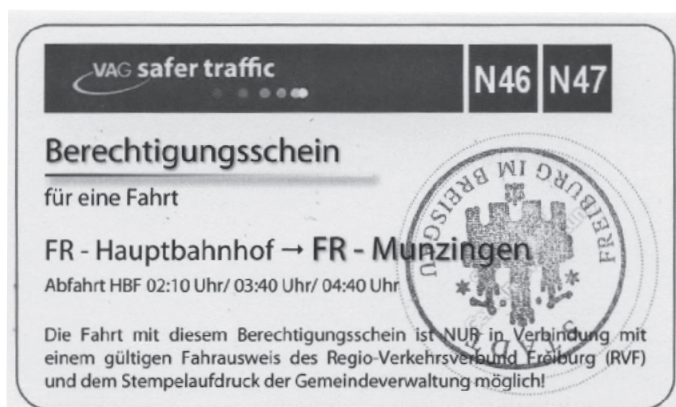 VAG safer traffic N46 N47
Berechtigungsschein
für eine Fahrt
FR - Hauptbahnhof → FR - Munzingen
Abfahrt HBF 02:10 Uhr/ 03:40 Uhr/ 04:40 Uhr
Die Fahrt mit diesem Berechtigungsschein ist NUR in Verbindung mit
einem gültigen Fahrausweis des Regio-Verkehrsverbund Freiburg (RVF)
und dem Stempelaufdruck der Gemeindeverwaltung möglich!
STADT
FREIBURG IM BREISGAU